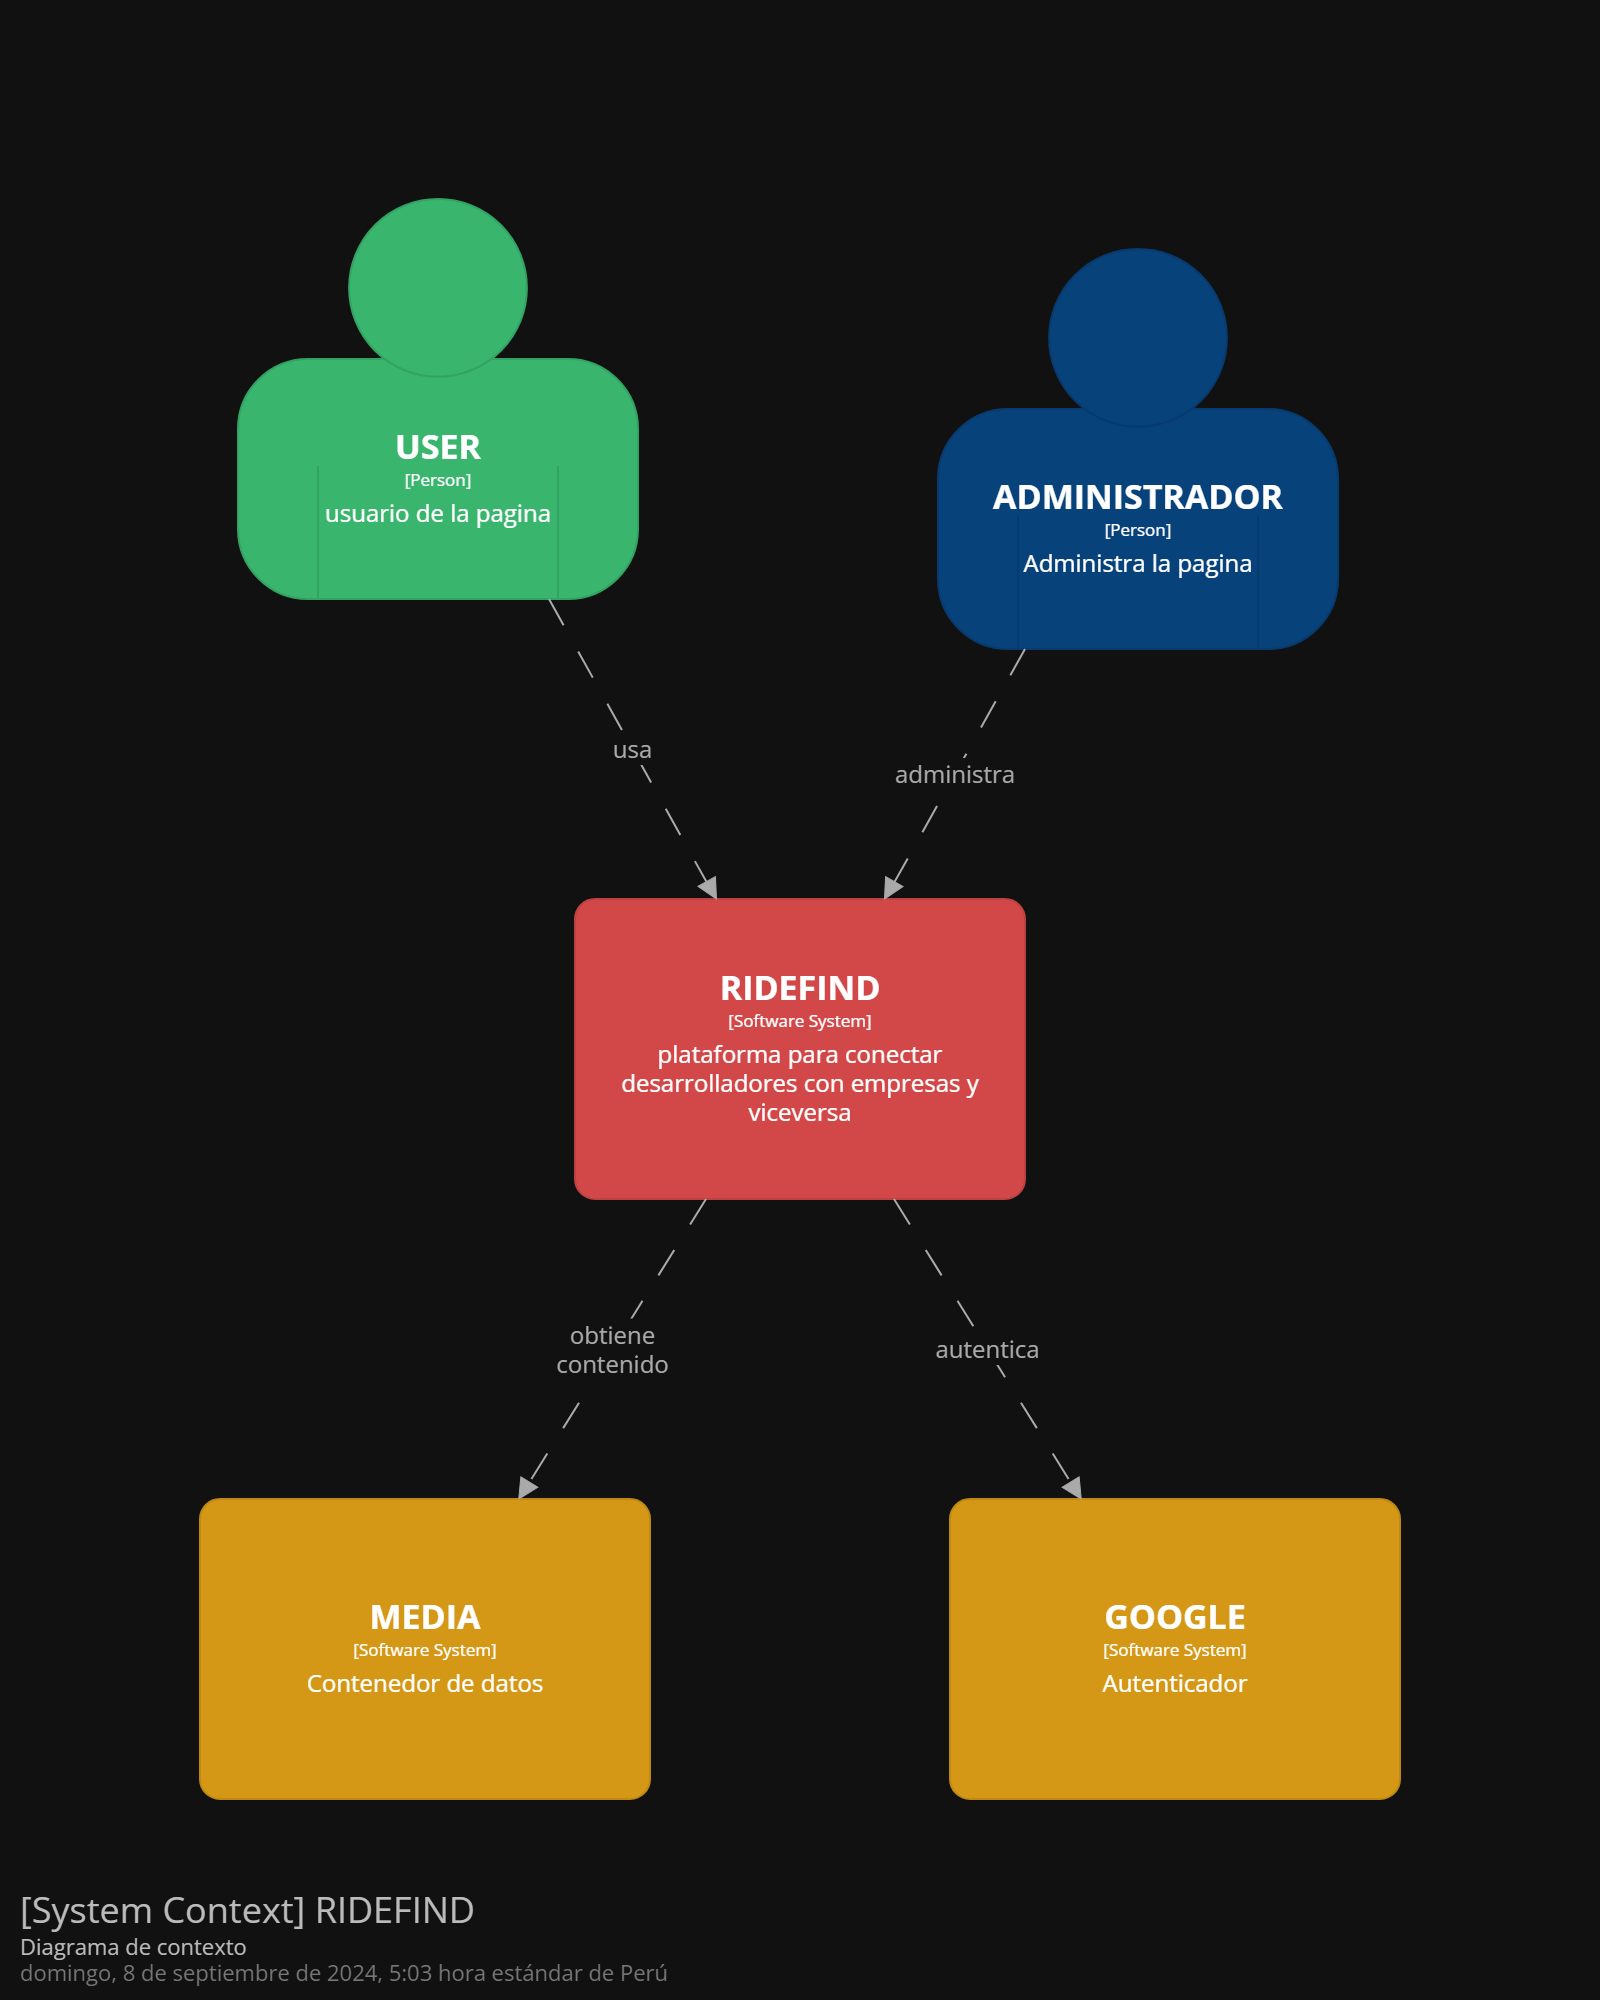 USER
[Person]
usuario de la pagina
ADMINISTRADOR
[Person]
Administra la pagina
usa
administra
RIDEFIND
[Software System]
plataforma para conectar
desarrolladores con empresas y
viceversa
obtiene
contenido
autentica
MEDIA
[Software System]
Contenedor de datos
GOOGLE
[Software System]
Autenticador
[System Context] RIDEFIND
Diagrama de contexto
domingo, 8 de septiembre de 2024, 5:03 hora estándar de Perú